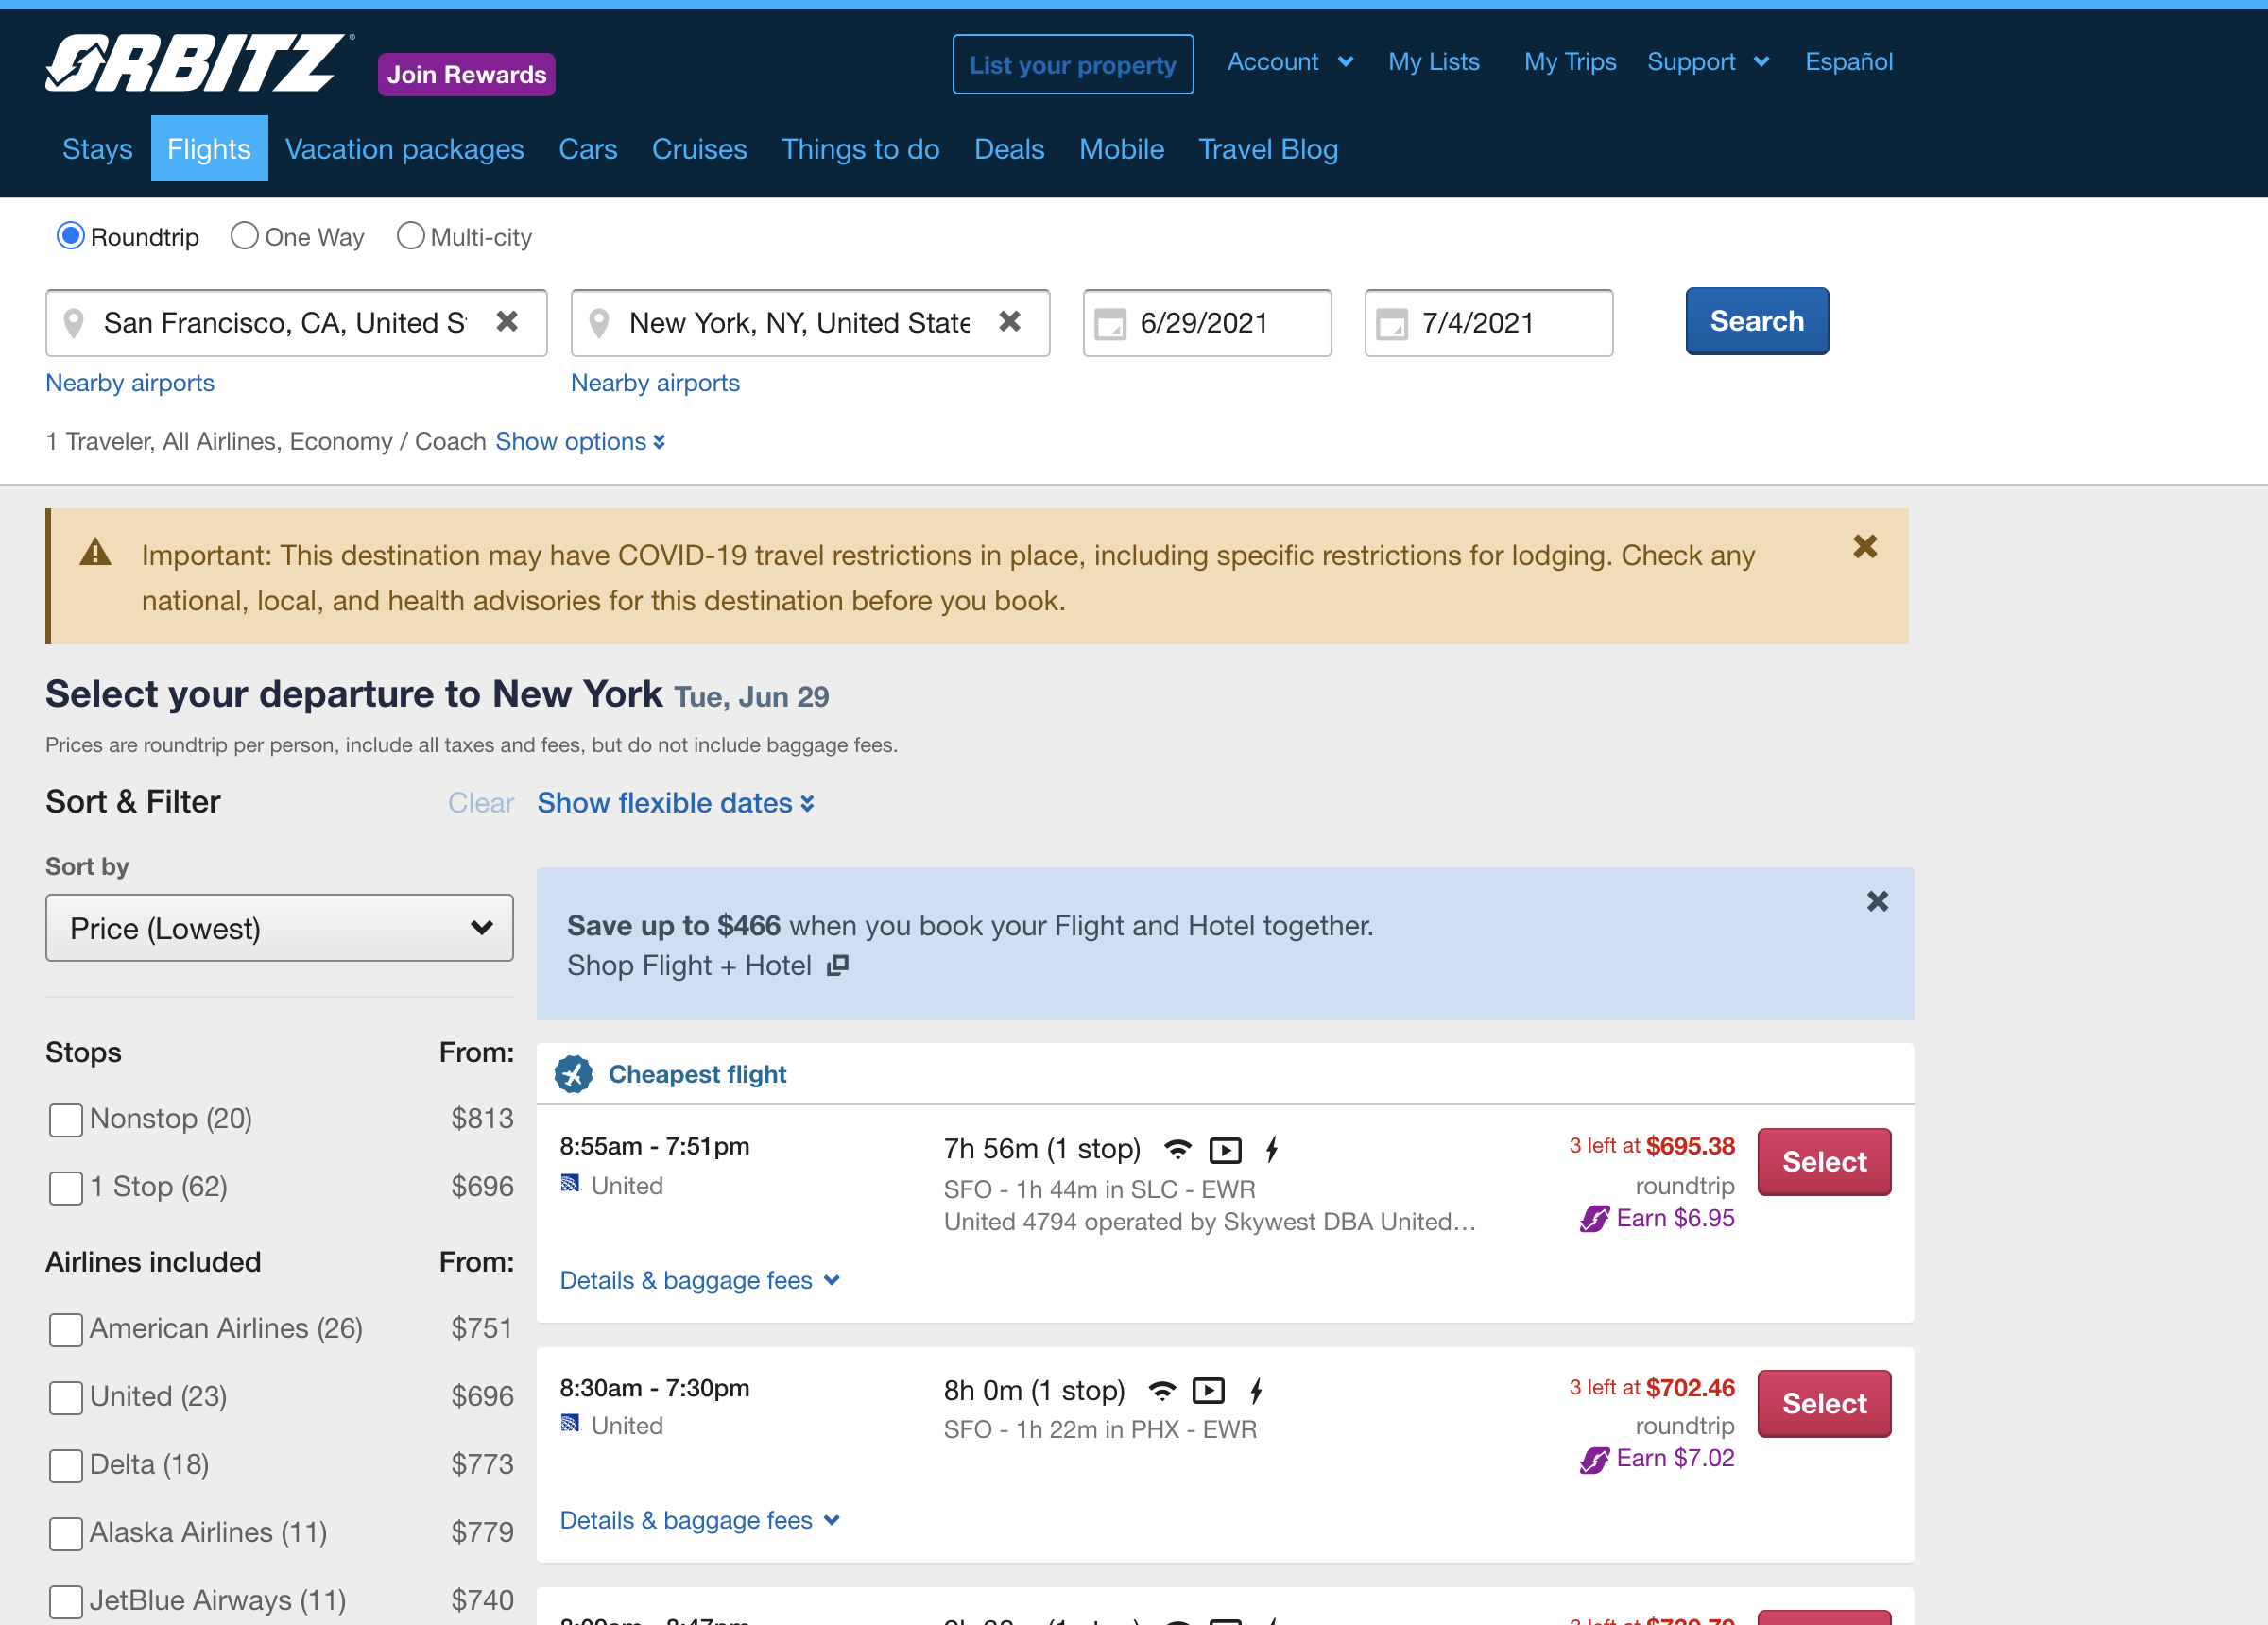 ORBITZ
Join Rewards
List your property
Account
My Lists
My Trips
Support
Español
Stays
Flights
Vacation packages
Cars
Cruises
Things to do
Deals
Mobile
Travel Blog
Roundtrip
One Way
Multi-city
San Francisco, CA, United
New York, NY, United State
6/29/2021
7/4/2021
Search
Nearby airports
Nearby airports
1 Traveler, All Airlines, Economy / Coach Show options
Important: This destination may have COVID-19 travel restrictions in place, including specific restrictions for lodging. Check any
national, local, and health advisories for this destination before you book.
Select your departure to New York Tue, Jun 29
Prices are roundtrip per person, include all taxes and fees, but do not include baggage fees.
Sort & Filter
Clear
Show flexible dates
Sort by
Price (Lowest)
Stops From:
Nonstop (20) $813
1 Stop (62) $696
Airlines included From:
American Airlines (26) $751
United (23) $696
Delta (18) $773
Alaska Airlines (11) $779
JetBlue Airways (11) $740
Save up to $466 when you book your Flight and Hotel together.
Shop Flight + Hotel
Cheapest flight
8:55am - 7:51pm
United
7h 56m (1 stop)
SFO - 1h 44m in SLC - EWR
United 4794 operated by Skywest DBA United...
3 left at $695.38
roundtrip
Earn $6.95
Select
Details & baggage fees
8:30am - 7:30pm
United
8h 0m (1 stop)
SFO - 1h 22m in PHX - EWR
3 left at $702.46
roundtrip
Earn $7.02
Select
Details & baggage fees